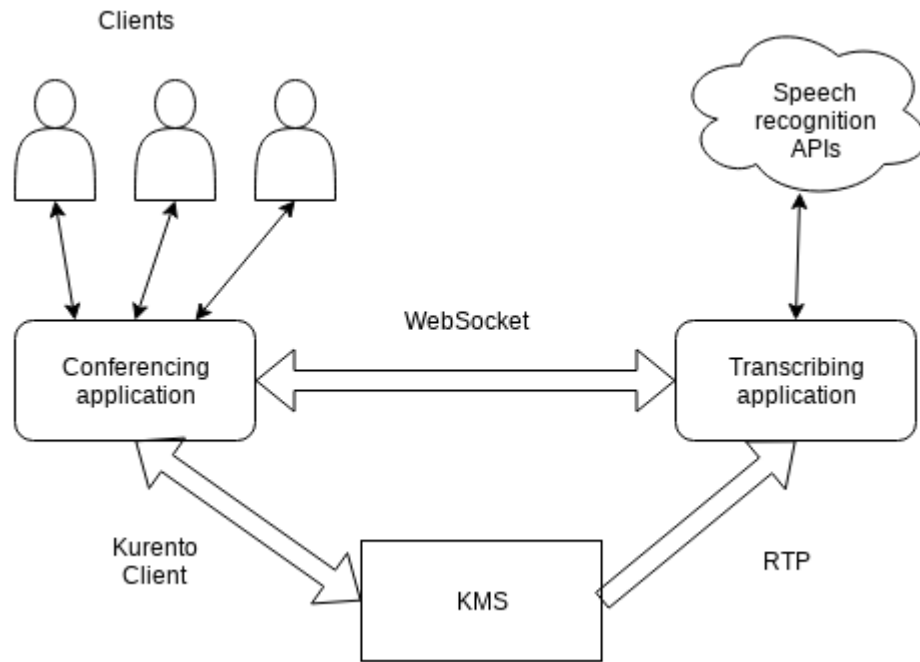 Clients
Speech
recognition
APIs
WebSocket
Conferencing
application
Transcribing
application
Kurento
Client
KMS
RTP